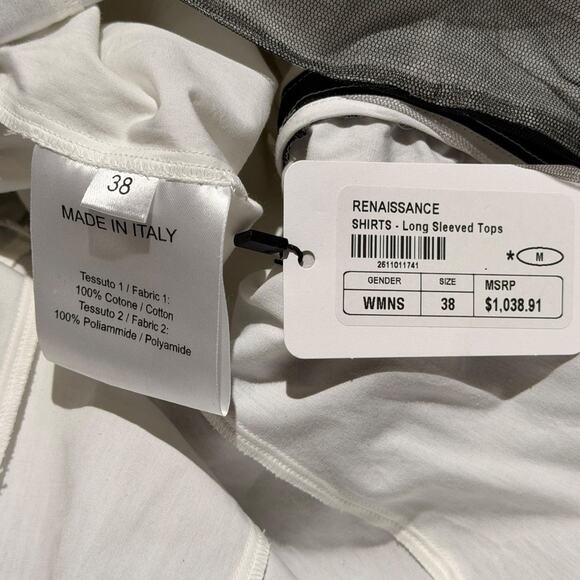 38
MADE IN ITALY
Tessuto 1 / Fabric 1:
100% Cotone / Cotton
Tessuto 2 / Fabric 2:
100% Poliammide / Polyamide
RENAISSANCE
SHIRTS - Long Sleeved Tops
2611011741
* M
GENDER SIZE MSRP
WMNS 38 $1,038.91